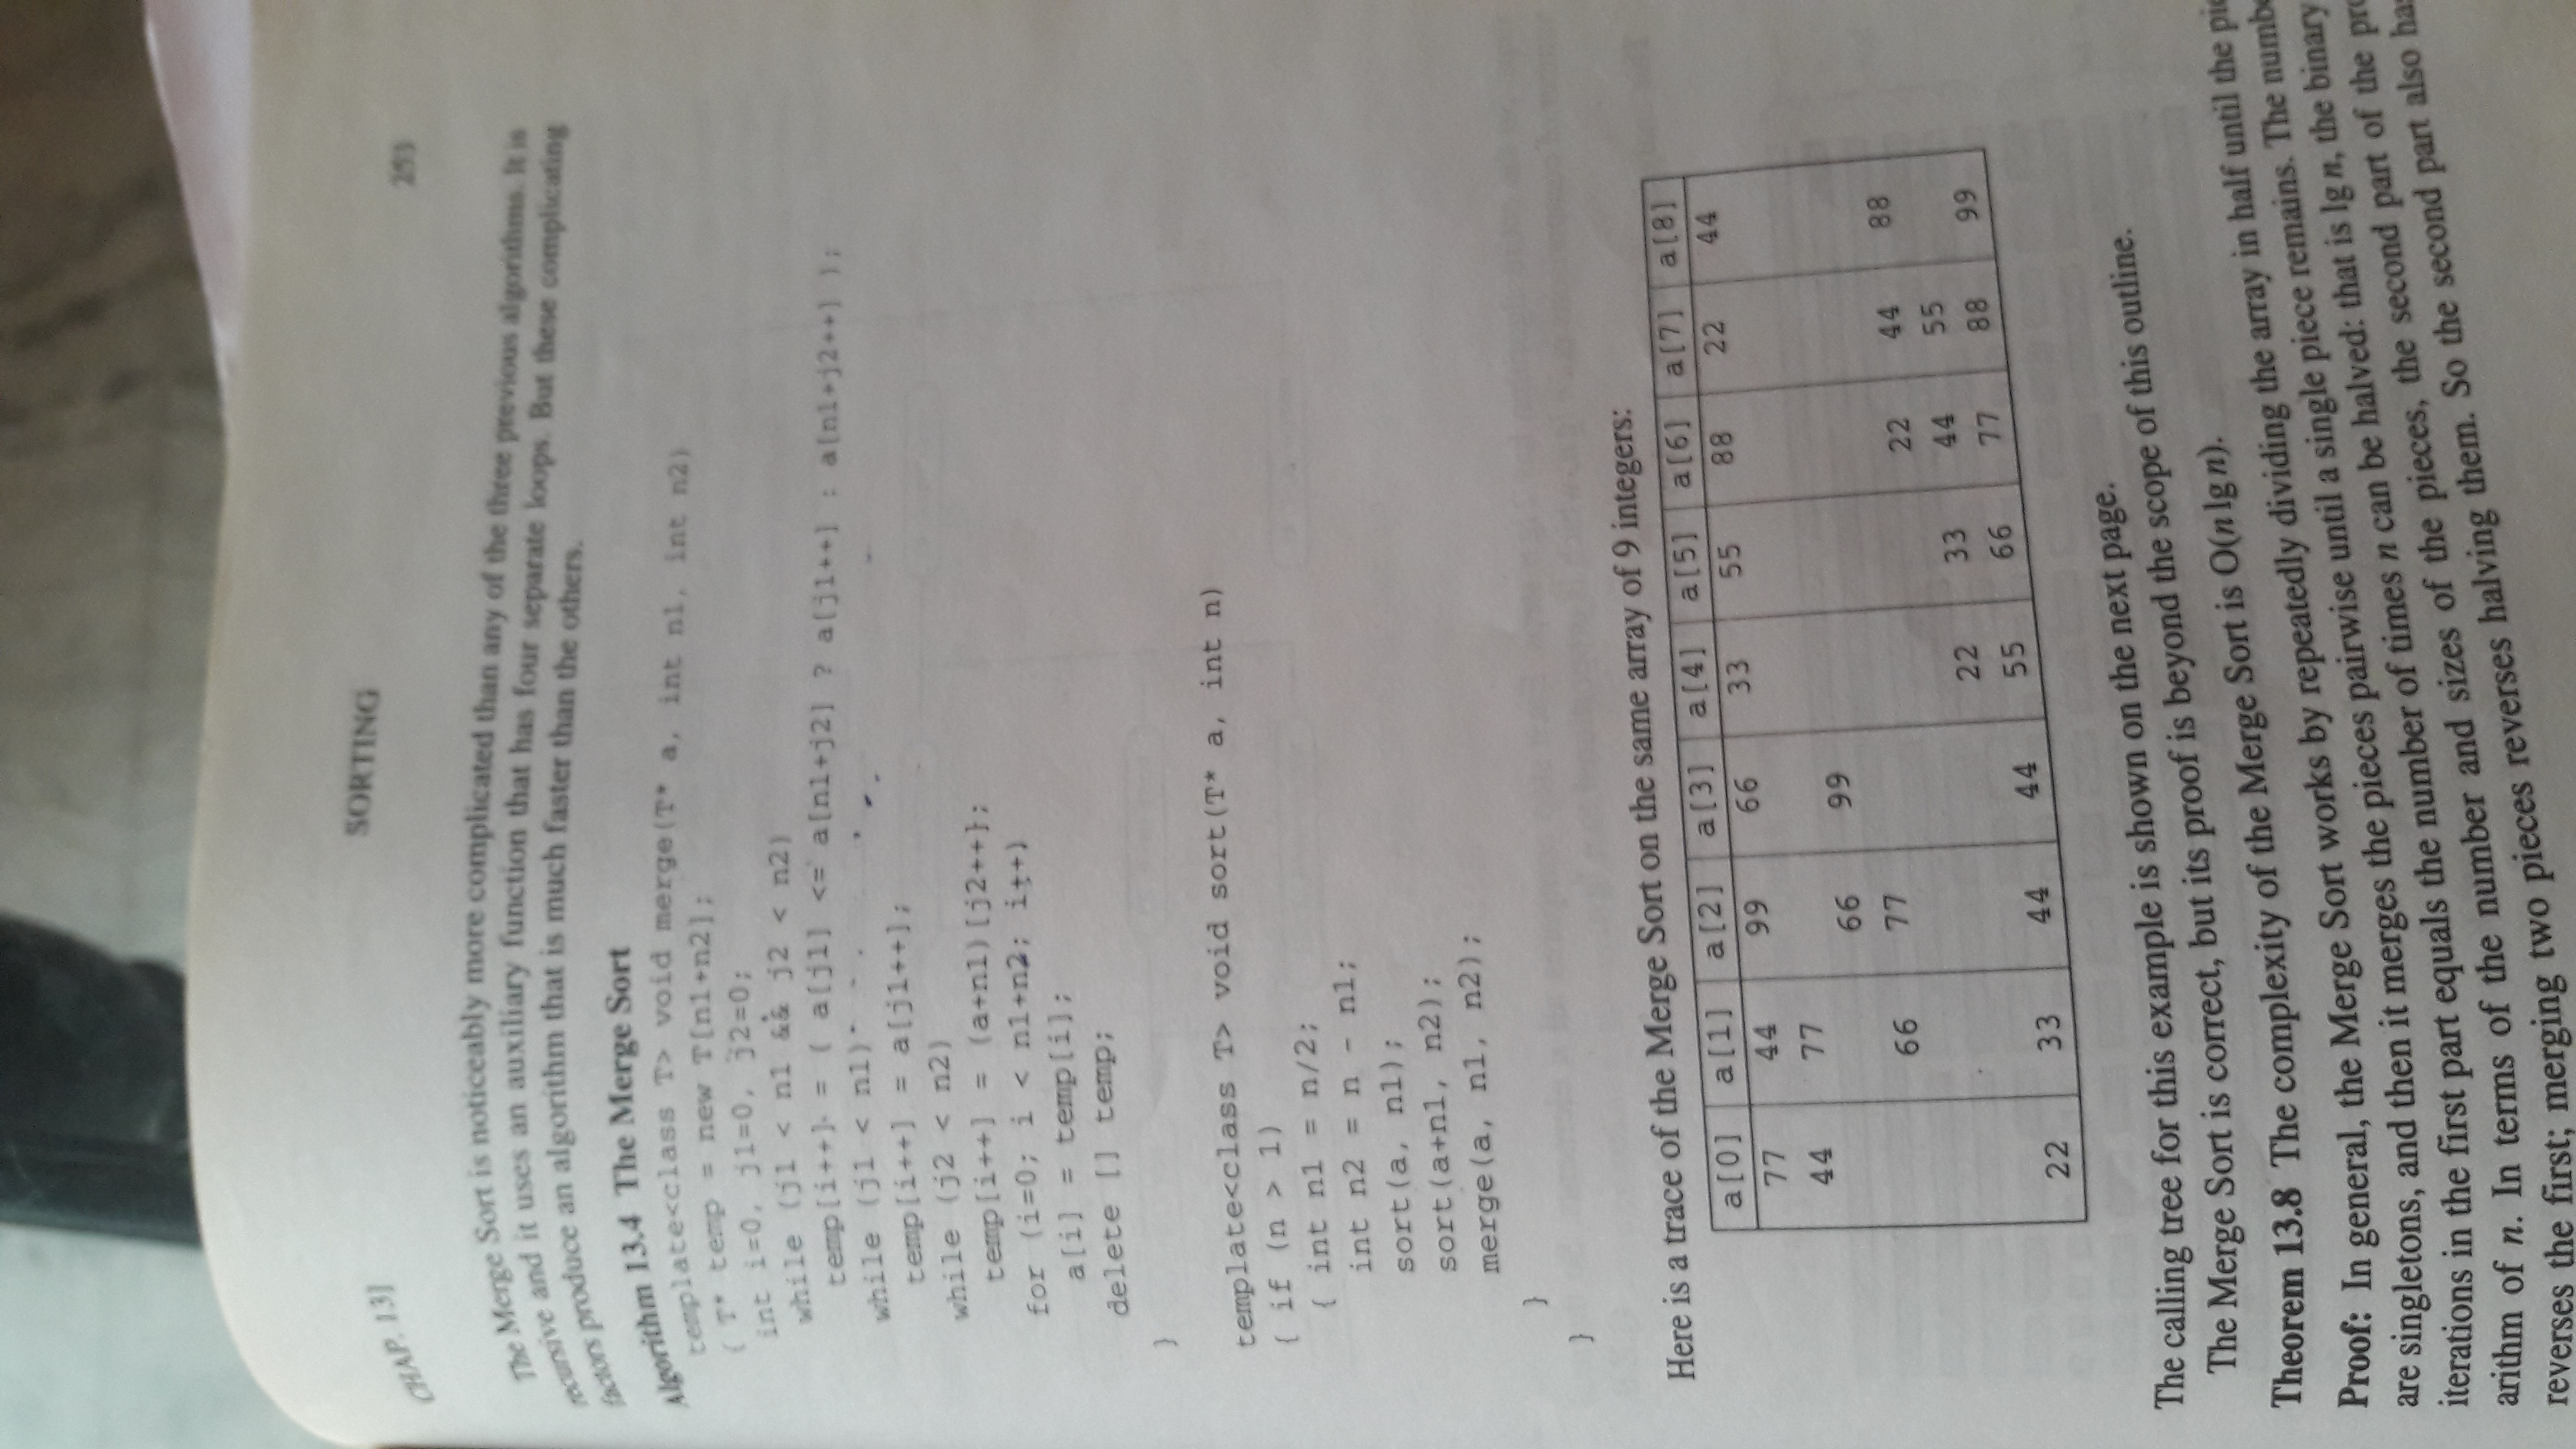 CHAP. 13]
SORTING
253
The Merge Sort is noticeably more complicated than any of the three previous algorithms. It is
recursive and it uses an auxiliary function that has four separate loops. But these complicating
factors produce an algorithm that is much faster than the others.
Algorithm 13.4 The Merge Sort
template<class T> void merge(T* a, int n1, int n2)
{ T* temp = new T[n1+n2];
int i=0, j1=0, j2=0;
while (j1 < n1 && j2 < n2)
temp[i++] = ( a[j1] <= a[n1+j2] ? a[j1++] : a[n1+j2++] );
while (j1 < n1)
temp[i++] = a[j1++];
while (j2 < n2)
temp[i++] = (a+n1)[j2++];
for (i=0; i < n1+n2; i++)
a[i] = temp[i];
delete [] temp;
}
template<class T> void sort(T* a, int n)
{ if (n > 1)
{ int n1 = n/2;
int n2 = n - n1;
sort(a, n1);
sort(a+n1, n2);
merge(a, n1, n2);
}
}
Here is a trace of the Merge Sort on the same array of 9 integers:
a[0] a[1] a[2] a[3] a[4] a[5] a[6] a[7] a[8]
77 44 99 66 33 55 88 22 44
44 77
66 99
66 77
22 44 88
22 33 44 55
22 33 44 44 55 66 77 88 99
The calling tree for this example is shown on the next page.
The Merge Sort is correct, but its proof is beyond the scope of this outline.
Theorem 13.8 The complexity of the Merge Sort is O(n lg n).
Proof: In general, the Merge Sort works by repeatedly dividing the array in half until the pie
are singletons, and then it merges the pieces pairwise until a single piece remains. The numbe
iterations in the first part equals the number of times n can be halved: that is lg n, the binary
arithm of n. In terms of the number and sizes of the pieces, the second part of the pro
reverses the first; merging two pieces reverses halving them. So the second part also ha